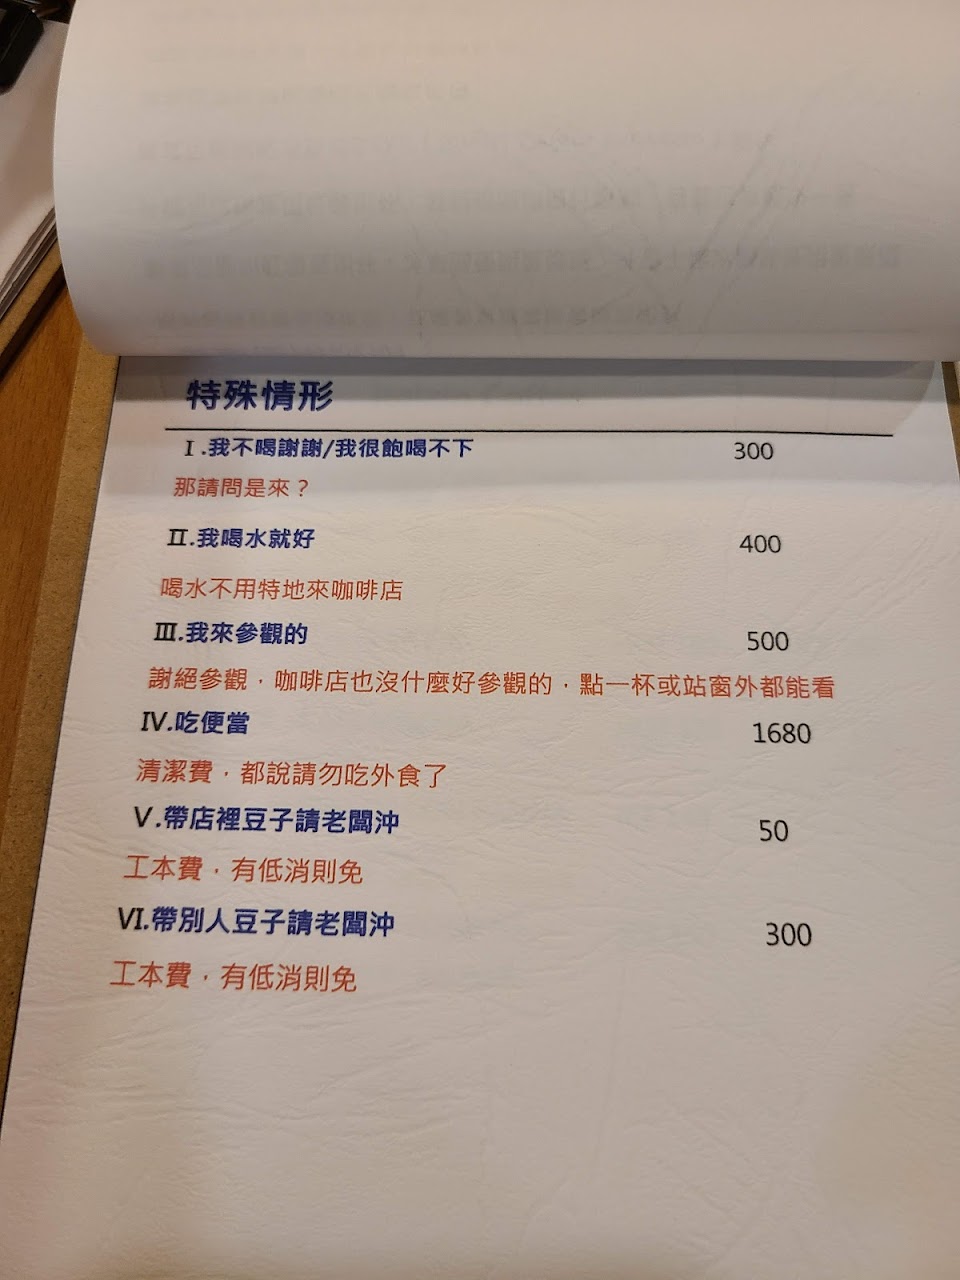 特殊情形
I.我不喝謝謝/我很飽喝不下 300
那請問是來？
II.我喝水就好 400
喝水不用特地來咖啡店
III.我來參觀的 500
謝絕參觀，咖啡店也沒什麼好參觀的，點一杯或站窗外都能看
IV.吃便當 1680
清潔費，都說請勿吃外食了
V.帶店裡豆子請老闆沖 50
工本費，有低消則免
VI.帶別人豆子請老闆沖 300
工本費，有低消則免